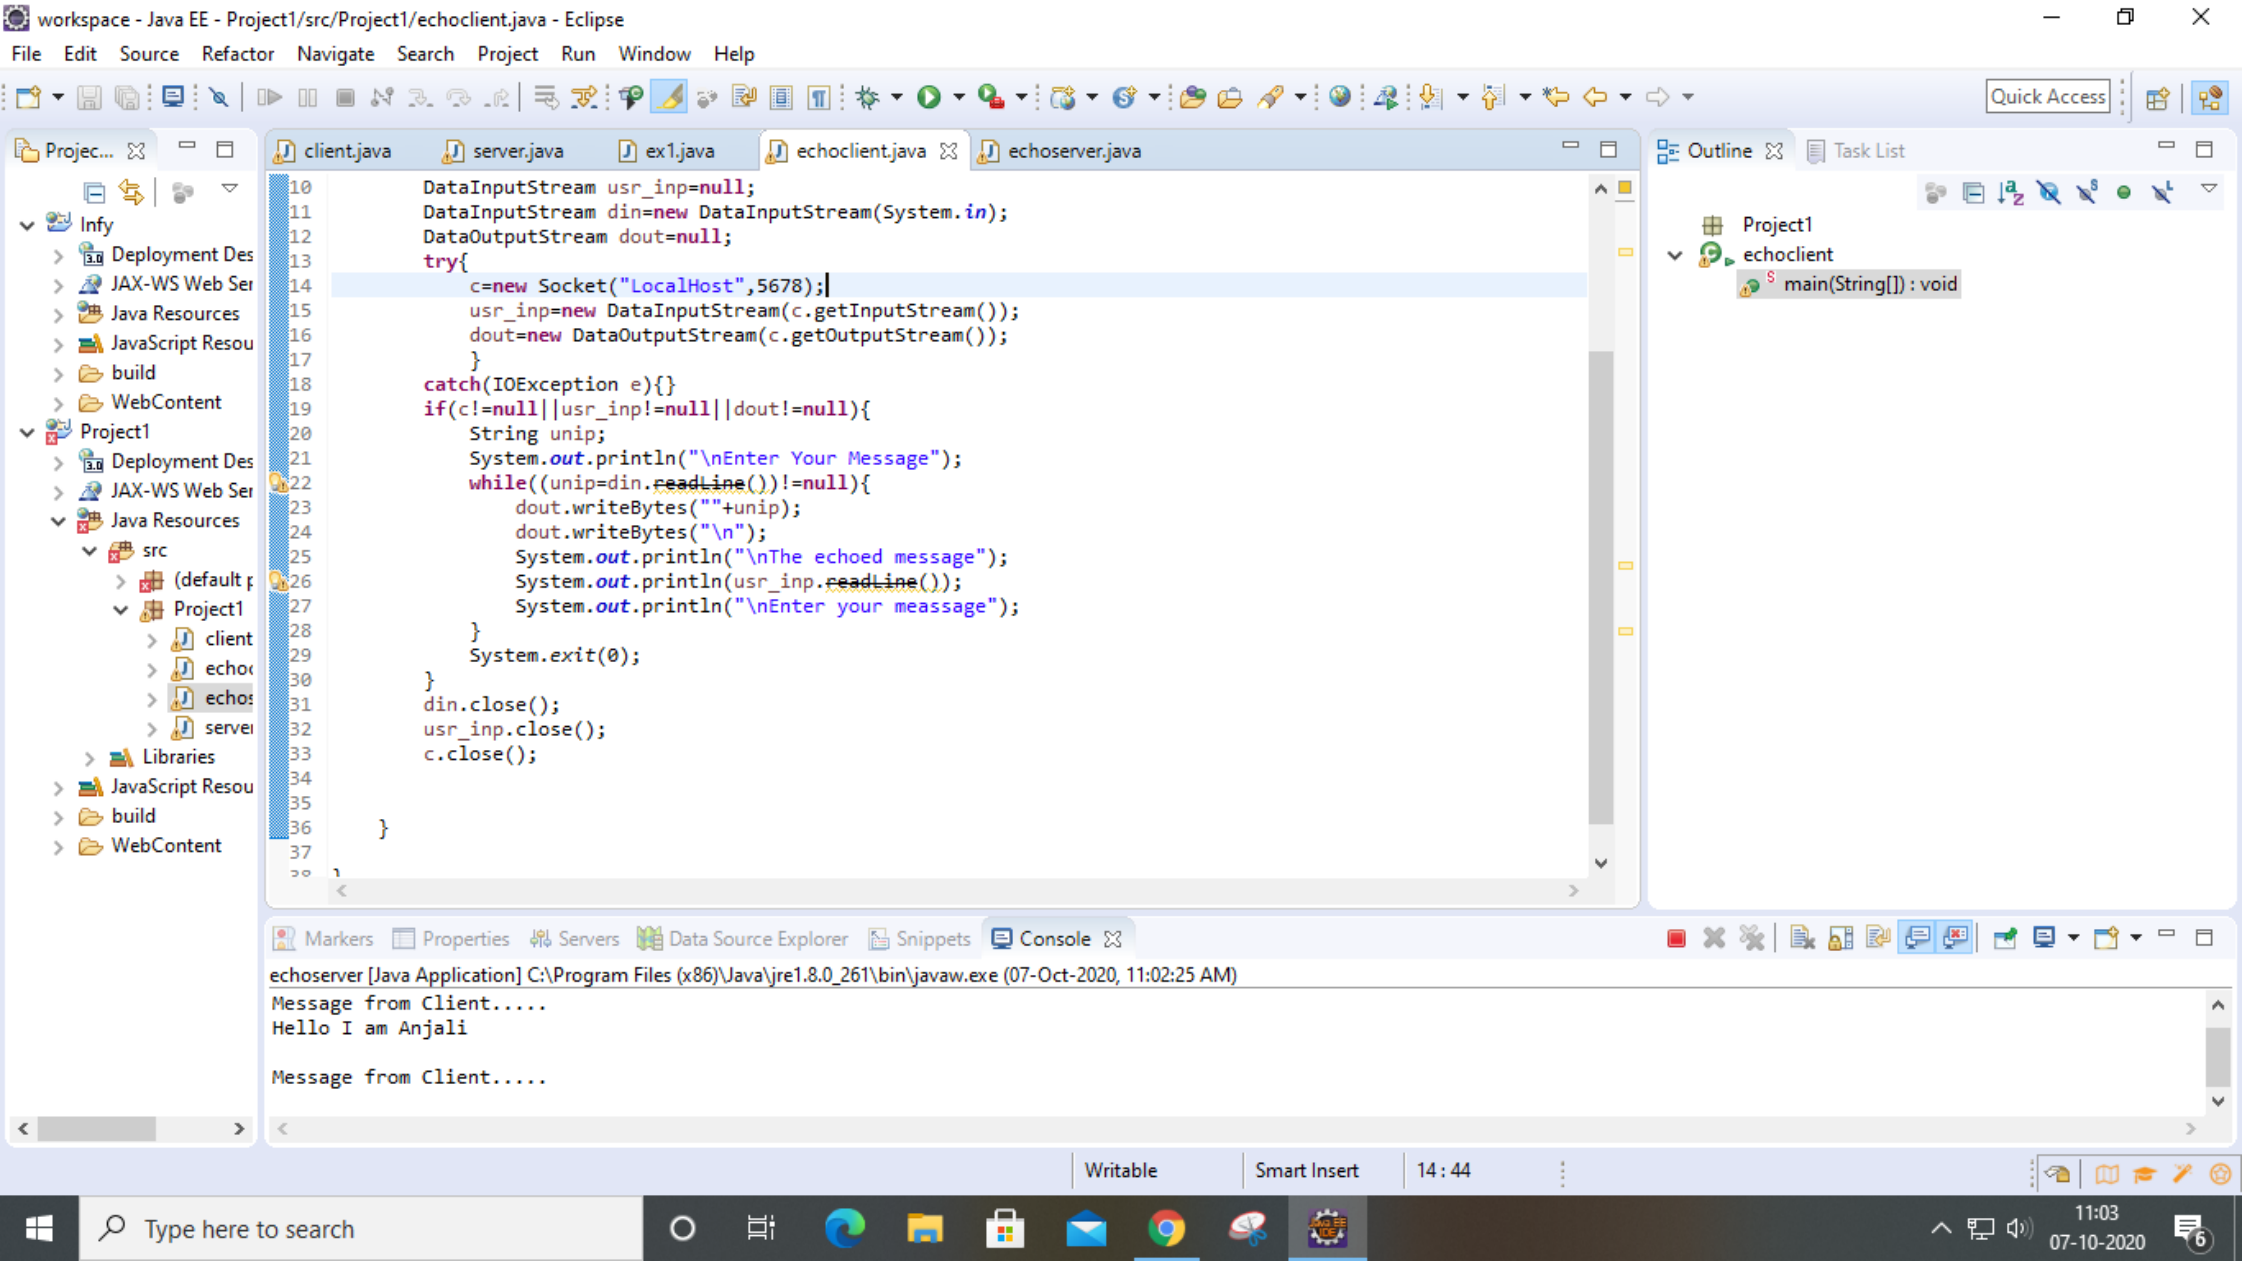 workspace - Java EE - Project1/src/Project1/echoclient.java - Eclipse
File Edit Source Refactor Navigate Search Project Run Window Help
Quick Access
Projec...
client.java server.java ex1.java echoclient.java echoserver.java
Outline Task List
Infy
Deployment Des
JAX-WS Web Ser
Java Resources
JavaScript Resou
build
WebContent
Project1
Deployment Des
JAX-WS Web Ser
Java Resources
src
(default p
Project1
client
echoc
echos
server
Libraries
JavaScript Resou
build
WebContent
10 DataInputStream usr_inp=null;
11 DataInputStream din=new DataInputStream(System.in);
12 DataOutputStream dout=null;
13 try{
14 c=new Socket("LocalHost",5678);
15 usr_inp=new DataInputStream(c.getInputStream());
16 dout=new DataOutputStream(c.getOutputStream());
17 }
18 catch(IOException e){}
19 if(c!=null||usr_inp!=null||dout!=null){
20 String unip;
21 System.out.println("\nEnter Your Message");
22 while((unip=din.readLine())!=null){
23 dout.writeBytes(""+unip);
24 dout.writeBytes("\n");
25 System.out.println("\nThe echoed message");
26 System.out.println(usr_inp.readLine());
27 System.out.println("\nEnter your meassage");
28 }
29 System.exit(0);
30 }
31 din.close();
32 usr_inp.close();
33 c.close();
34
35
36 }
37
38 }
Project1
echoclient
main(String[]) : void
Markers Properties Servers Data Source Explorer Snippets Console
echoserver [Java Application] C:\Program Files (x86)\Java\jre1.8.0_261\bin\javaw.exe (07-Oct-2020, 11:02:25 AM)
Message from Client.....
Hello I am Anjali
Message from Client.....
Writable Smart Insert 14 : 44
Type here to search
Java EE
IDE
11:03
07-10-2020
6